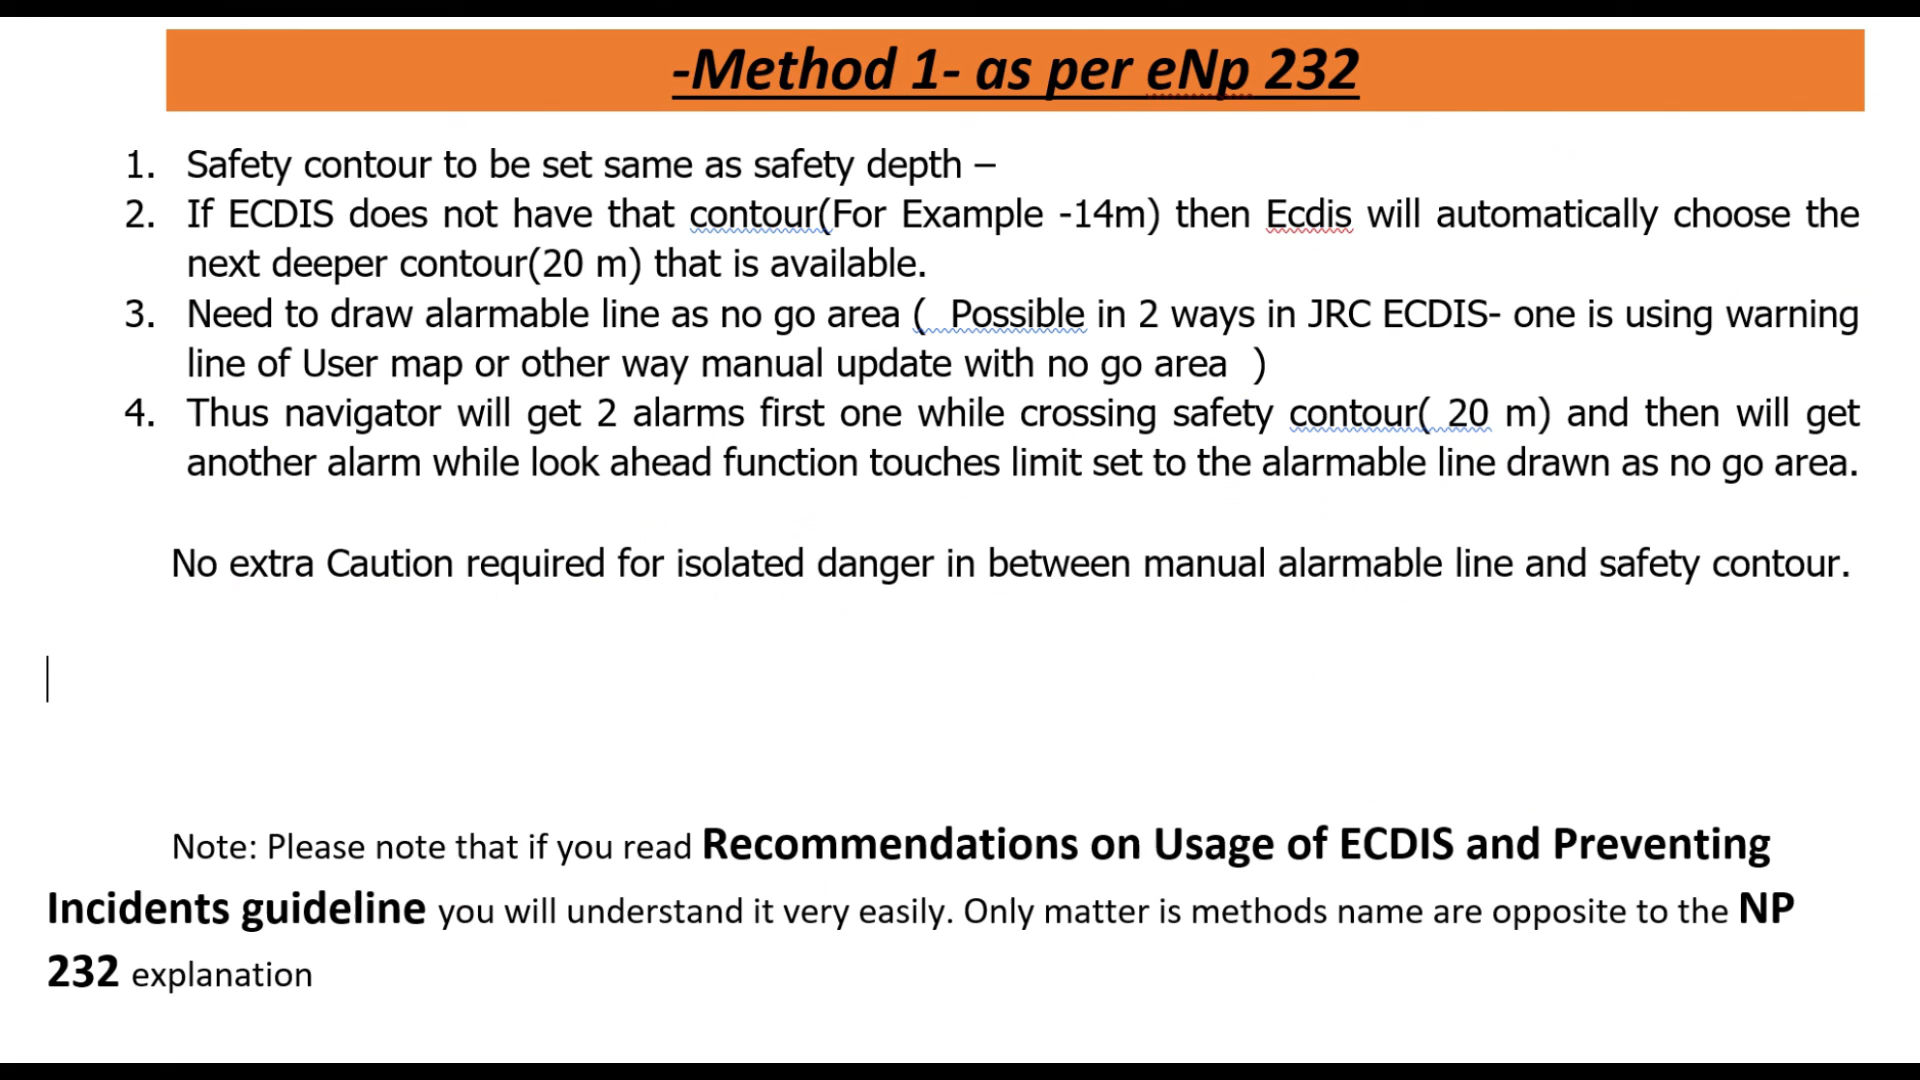 -Method 1- as per eNp 232
1. Safety contour to be set same as safety depth –
2. If ECDIS does not have that contour(For Example -14m) then Ecdis will automatically choose the
next deeper contour(20 m) that is available.
3. Need to draw alarmable line as no go area ( Possible in 2 ways in JRC ECDIS- one is using warning
line of User map or other way manual update with no go area )
4. Thus navigator will get 2 alarms first one while crossing safety contour( 20 m) and then will get
another alarm while look ahead function touches limit set to the alarmable line drawn as no go area.
No extra Caution required for isolated danger in between manual alarmable line and safety contour.
Note: Please note that if you read Recommendations on Usage of ECDIS and Preventing
Incidents guideline you will understand it very easily. Only matter is methods name are opposite to the NP
232 explanation